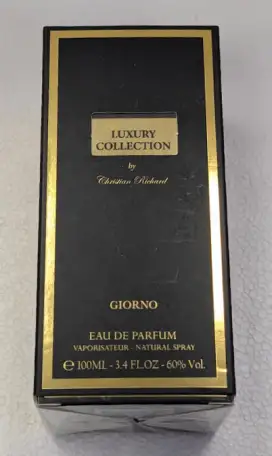 LUXURY
COLLECTION
by
Christian Richard
GIORNO
EAU DE PARFUM
VAPORISATEUR - NATURAL SPRAY
℮ 100ML - 3.4 FL.OZ - 60% Vol.